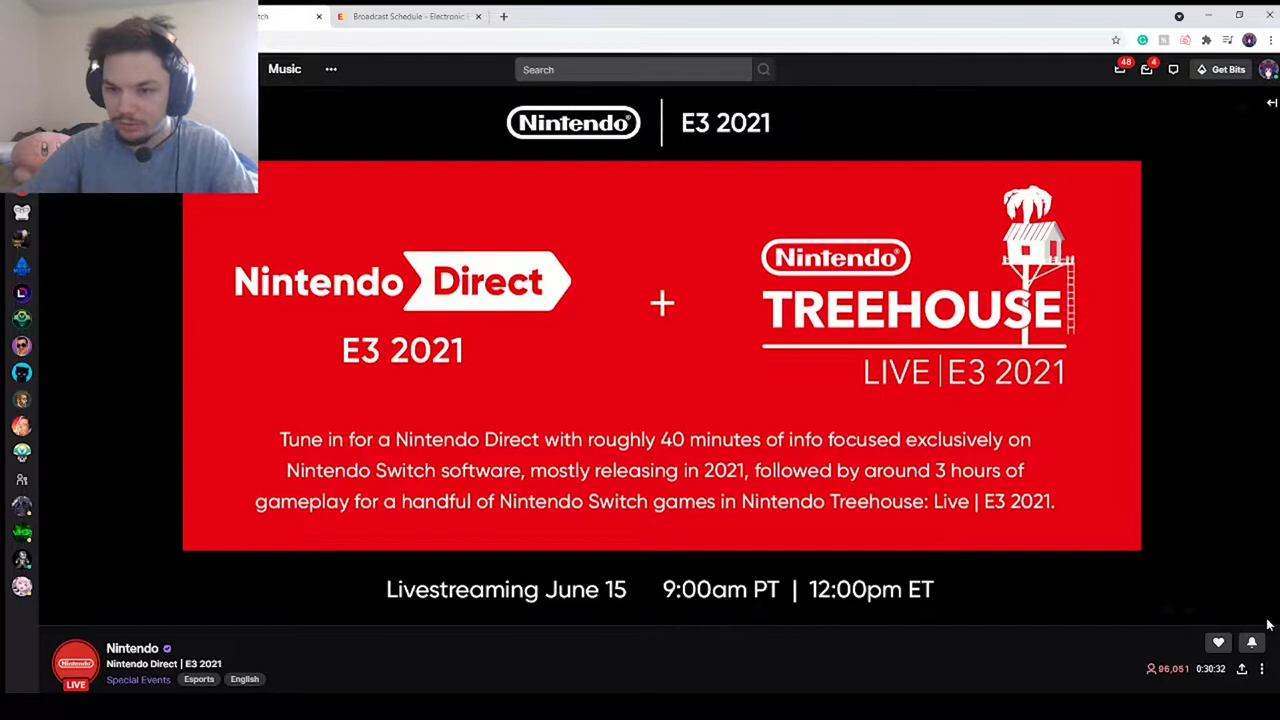 tch
Broadcast Schedule - Electronic E
Music
Search
48
4
Get Bits
Nintendo
E3 2021
Nintendo Direct
E3 2021
+
Nintendo
TREEHOUSE
LIVE | E3 2021
Tune in for a Nintendo Direct with roughly 40 minutes of info focused exclusively on
Nintendo Switch software, mostly releasing in 2021, followed by around 3 hours of
gameplay for a handful of Nintendo Switch games in Nintendo Treehouse: Live | E3 2021.
Livestreaming June 15 9:00am PT | 12:00pm ET
Nintendo
LIVE
Nintendo
Nintendo Direct | E3 2021
Special Events Esports English
96,051 0:30:32